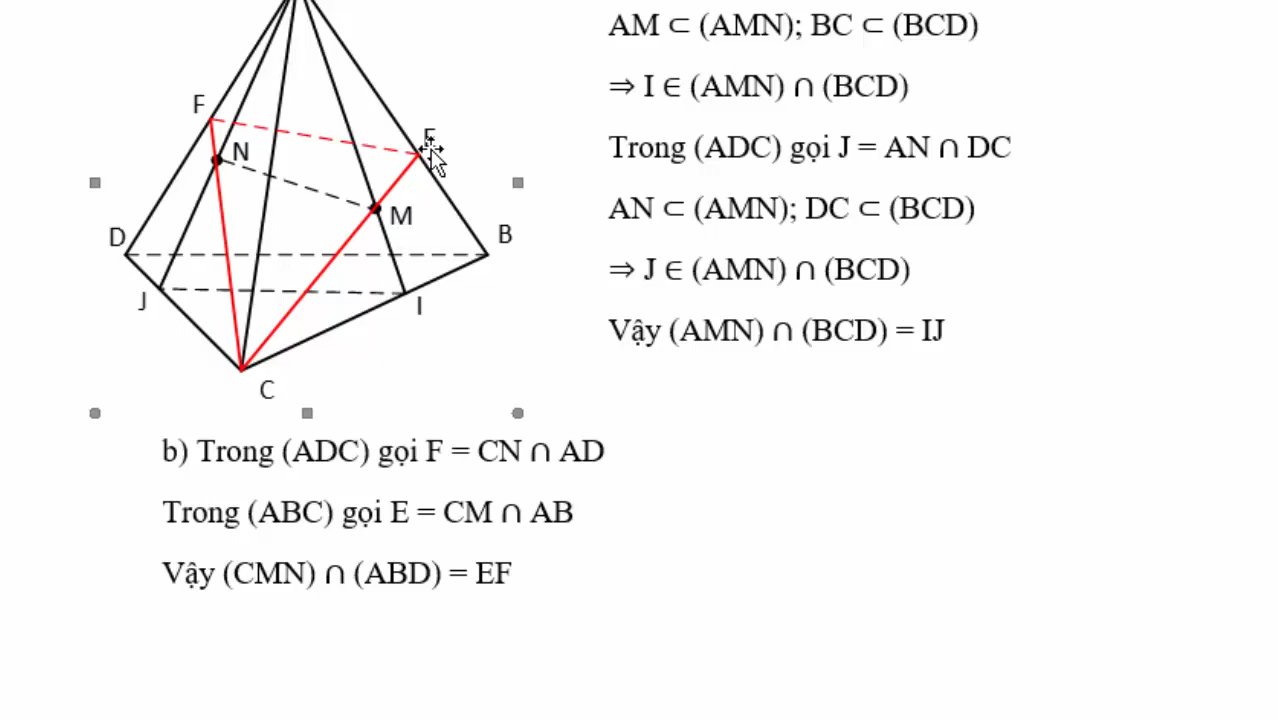 AM ⊂ (AMN); BC ⊂ (BCD)
⇒ I ∈ (AMN) ∩ (BCD)
Trong (ADC) gọi J = AN ∩ DC
AN ⊂ (AMN); DC ⊂ (BCD)
⇒ J ∈ (AMN) ∩ (BCD)
Vậy (AMN) ∩ (BCD) = IJ
F
E
N
M
D
B
J
I
C
b) Trong (ADC) gọi F = CN ∩ AD
Trong (ABC) gọi E = CM ∩ AB
Vậy (CMN) ∩ (ABD) = EF